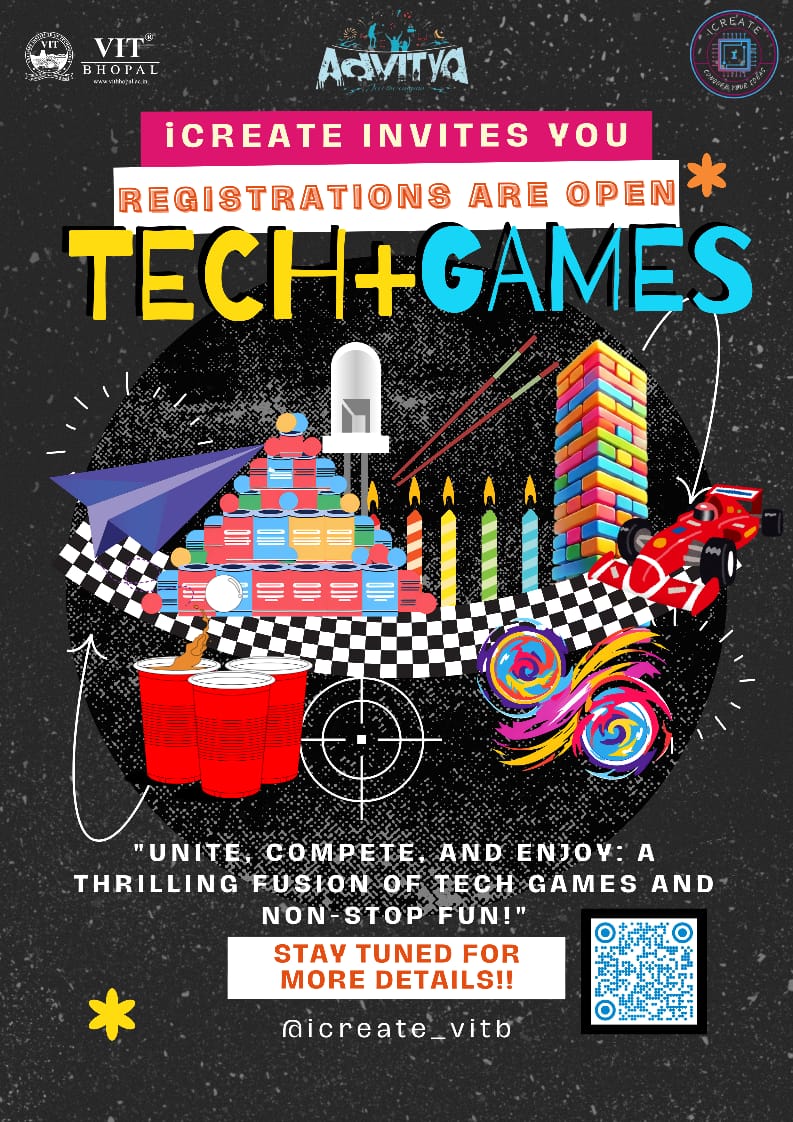 VIT®
BHOPAL
www.vitbhopal.ac.in
VIT
AdVITYA
iCREATE
CONQUER YOUR IDEAS
iCREATE INVITES YOU
REGISTRATIONS ARE OPEN
TECH+GAMES
"UNITE, COMPETE, AND ENJOY: A
THRILLING FUSION OF TECH GAMES AND
NON-STOP FUN!"
STAY TUNED FOR
MORE DETAILS!!
@icreate_vitb